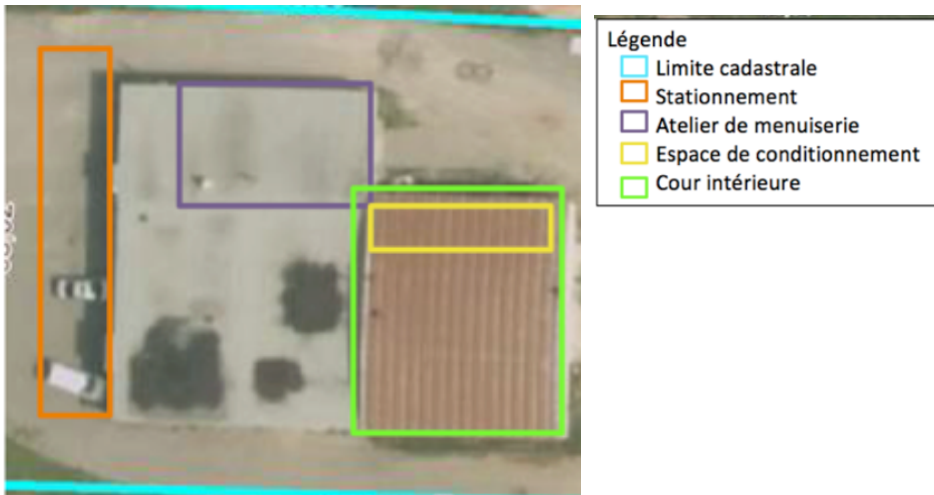 Légende
Limite cadastrale
Stationnement
Atelier de menuiserie
Espace de conditionnement
Cour intérieure